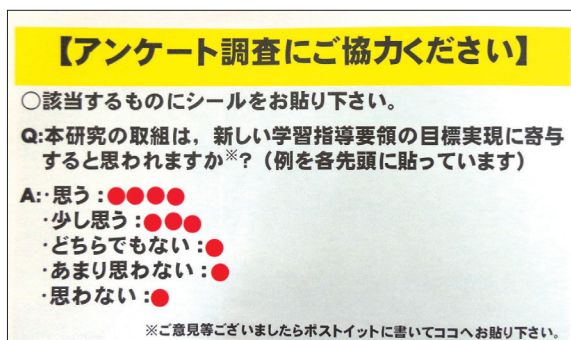 【アンケート調査にご協力ください】
○該当するものにシールをお貼り下さい。
Q:本研究の取組は，新しい学習指導要領の目標実現に寄与
すると思われますか※？（例を各先頭に貼っています）
A:･思う：●●●●
･少し思う：●●●
･どちらでもない：●
･あまり思わない：●
･思わない：●
※ご意見等ございましたらポストイットに書いてココへお貼り下さい。